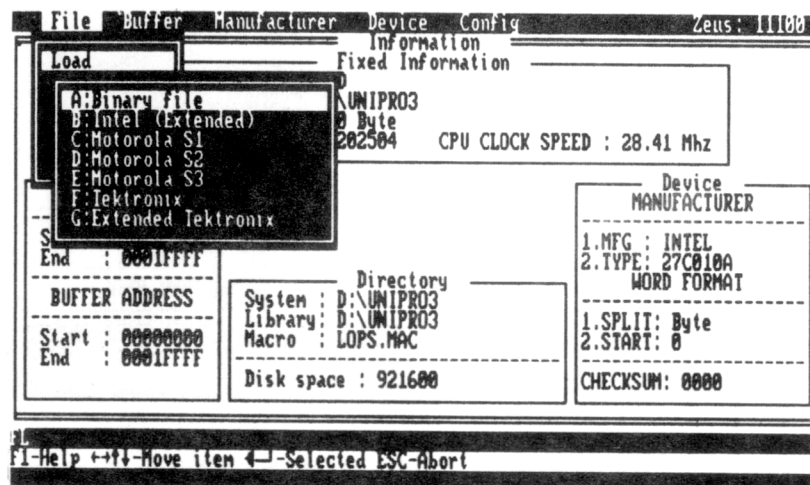 File Buffer Manufacturer Device Config Zeus: 11100
Information
Load
Fixed Information
A:Binary file
B:Intel (Extended)
C:Motorola S1
D:Motorola S2
E:Motorola S3
F:Tektronix
G:Extended Tektronix
D
\UNIPRO3
0 Byte
202504 CPU CLOCK SPEED : 28.41 Mhz
S
End : 0001FFFF
BUFFER ADDRESS
Start : 00000000
End : 0001FFFF
Directory
System : D:\UNIPRO3
Library: D:\UNIPRO3
Macro : LOPS.MAC
Disk space : 921600
Device
MANUFACTURER
1.MFG : INTEL
2.TYPE: 27C010A
WORD FORMAT
1.SPLIT: Byte
2.START: 0
CHECKSUM: 0000
FL
F1-Help ←→↑↓-Move item ◄┘-Selected ESC-Abort